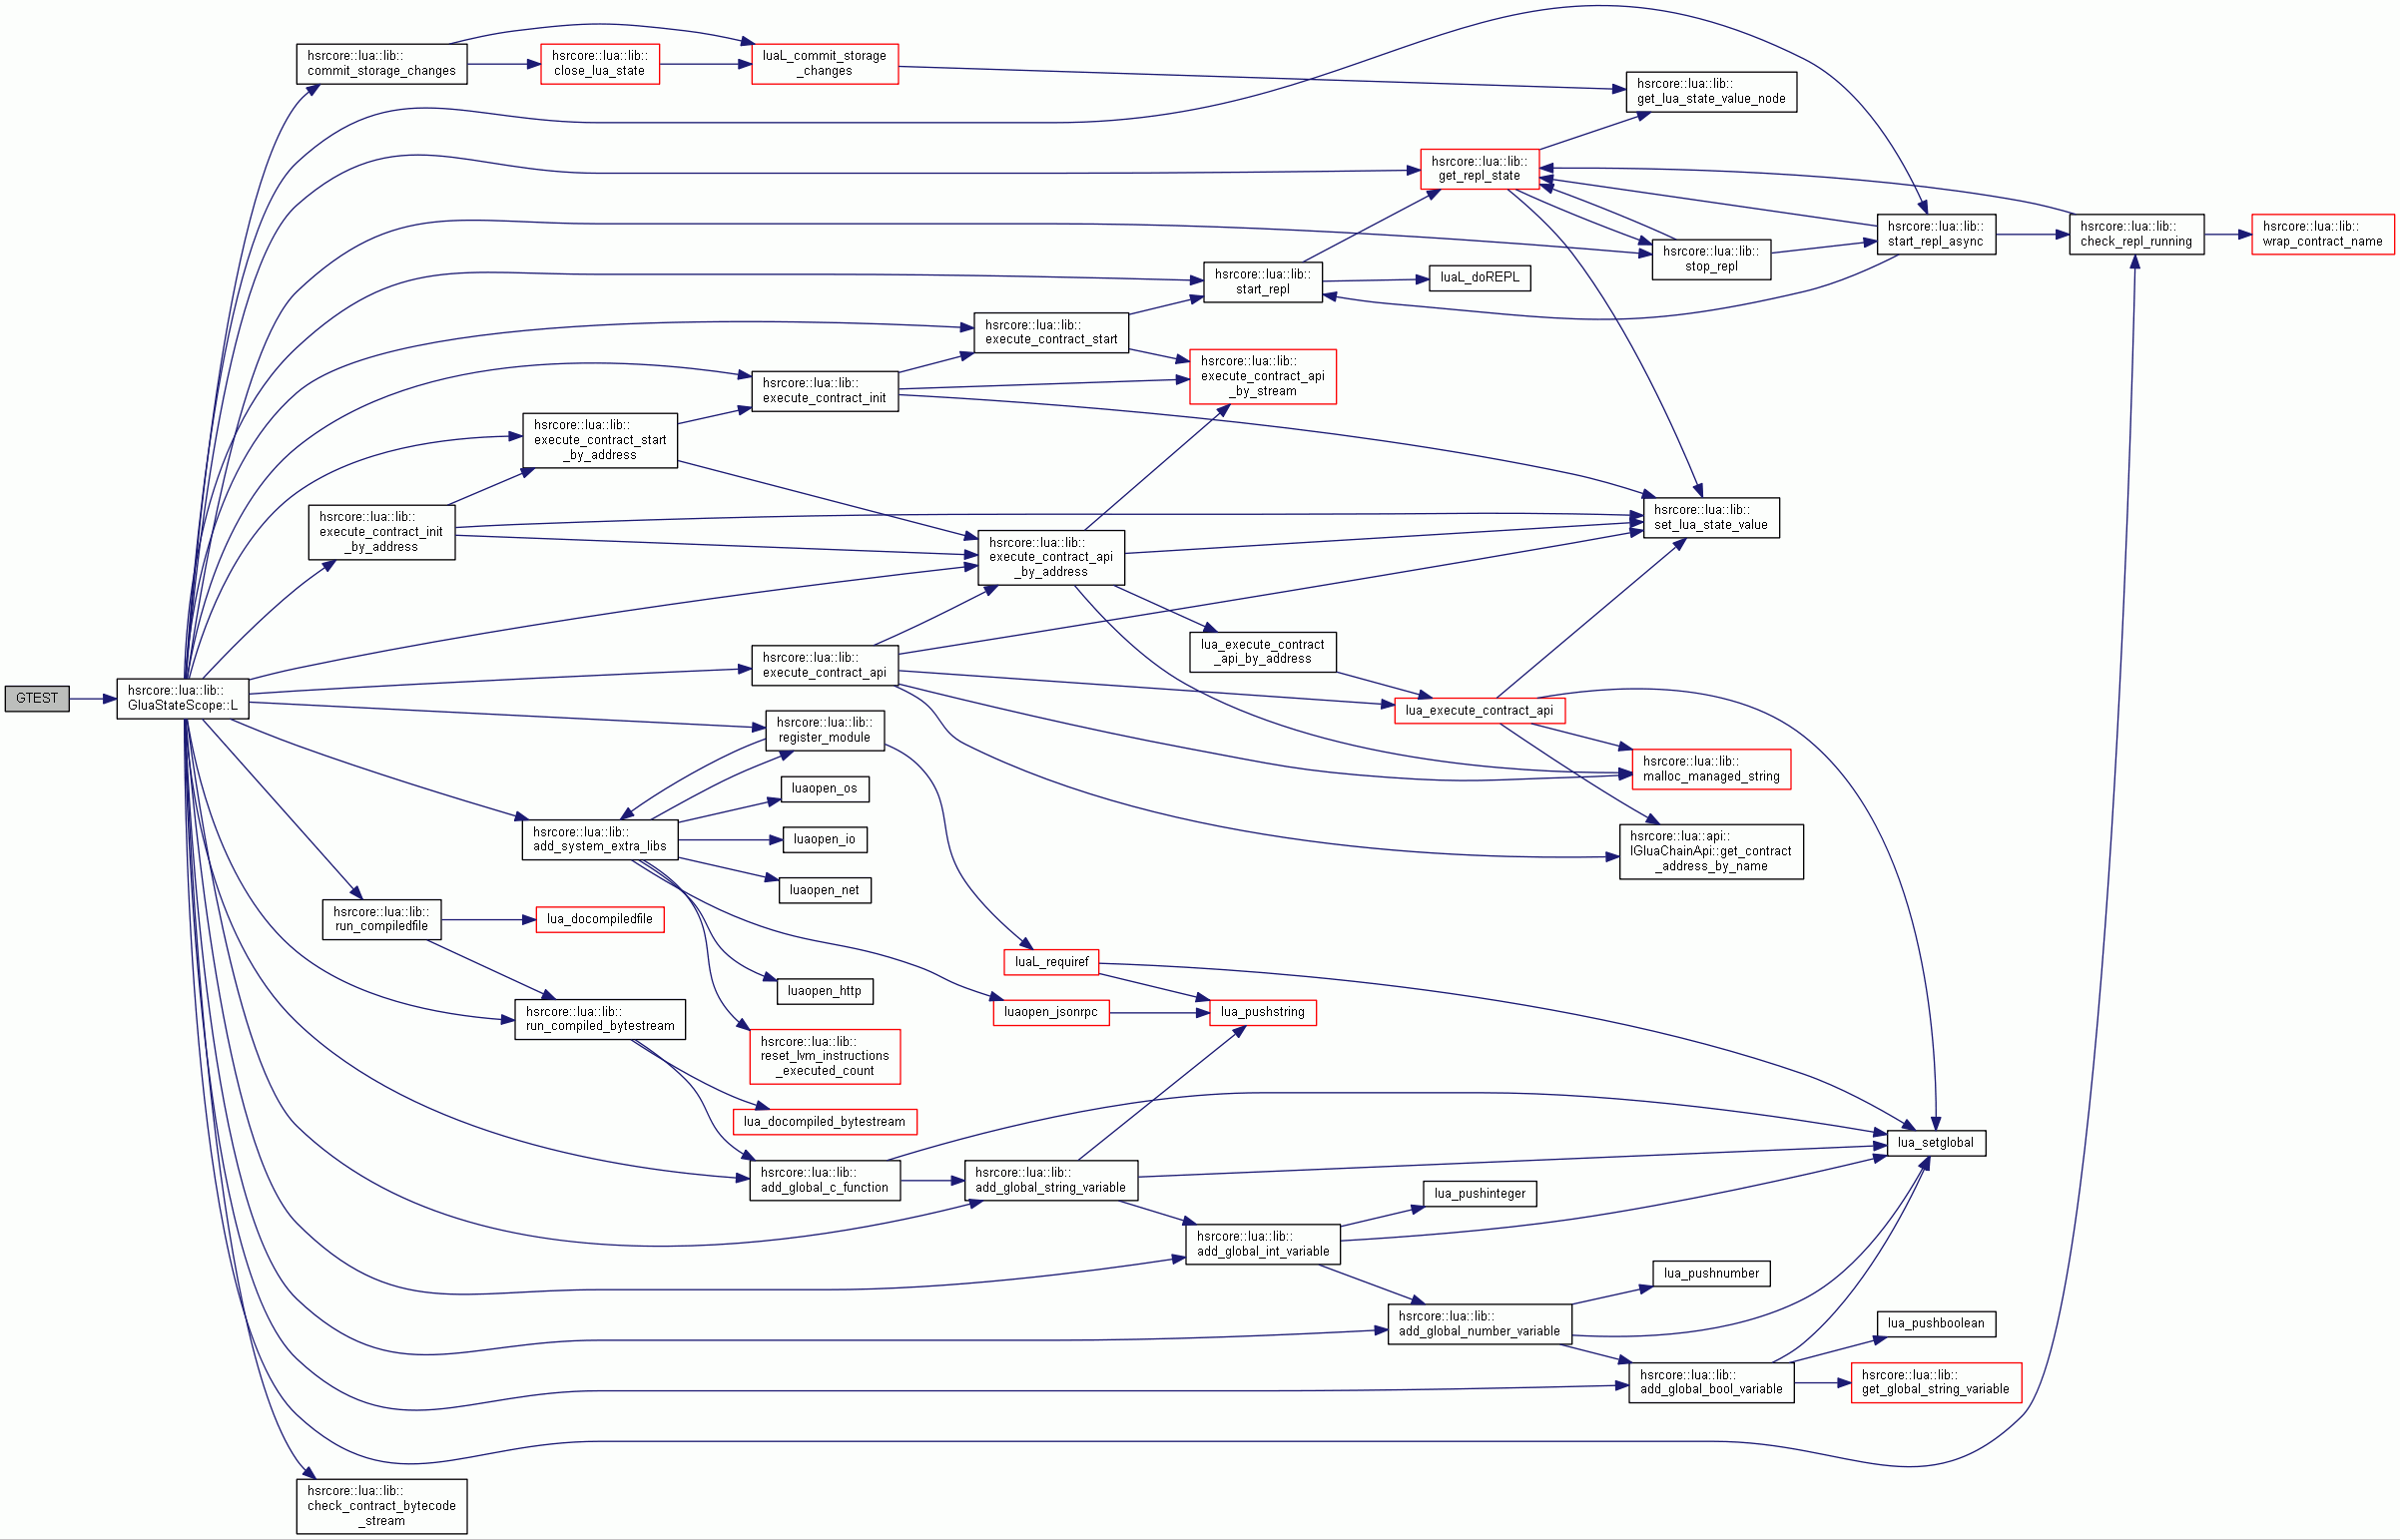 hsrcore::lua::lib::
commit_storage_changes
hsrcore::lua::lib::
close_lua_state
luaL_commit_storage
_changes
hsrcore::lua::lib::
get_lua_state_value_node
hsrcore::lua::lib::
get_repl_state
hsrcore::lua::lib::
stop_repl
hsrcore::lua::lib::
start_repl_async
hsrcore::lua::lib::
check_repl_running
hsrcore::lua::lib::
wrap_contract_name
hsrcore::lua::lib::
start_repl
luaL_doREPL
hsrcore::lua::lib::
execute_contract_start
hsrcore::lua::lib::
execute_contract_api
_by_stream
hsrcore::lua::lib::
execute_contract_init
hsrcore::lua::lib::
execute_contract_start
_by_address
hsrcore::lua::lib::
execute_contract_init
_by_address
hsrcore::lua::lib::
set_lua_state_value
hsrcore::lua::lib::
execute_contract_api
_by_address
lua_execute_contract
_api_by_address
hsrcore::lua::lib::
execute_contract_api
GTEST
hsrcore::lua::lib::
GluaStateScope::L
lua_execute_contract_api
hsrcore::lua::lib::
register_module
hsrcore::lua::lib::
malloc_managed_string
luaopen_os
hsrcore::lua::lib::
add_system_extra_libs
luaopen_io
hsrcore::lua::api::
IGluaChainApi::get_contract
_address_by_name
luaopen_net
hsrcore::lua::lib::
run_compiledfile
lua_docompiledfile
luaL_requiref
luaopen_http
hsrcore::lua::lib::
run_compiled_bytestream
luaopen_jsonrpc
lua_pushstring
hsrcore::lua::lib::
reset_lvm_instructions
_executed_count
lua_docompiled_bytestream
lua_setglobal
hsrcore::lua::lib::
add_global_c_function
hsrcore::lua::lib::
add_global_string_variable
lua_pushinteger
hsrcore::lua::lib::
add_global_int_variable
lua_pushnumber
hsrcore::lua::lib::
add_global_number_variable
lua_pushboolean
hsrcore::lua::lib::
add_global_bool_variable
hsrcore::lua::lib::
get_global_string_variable
hsrcore::lua::lib::
check_contract_bytecode
_stream